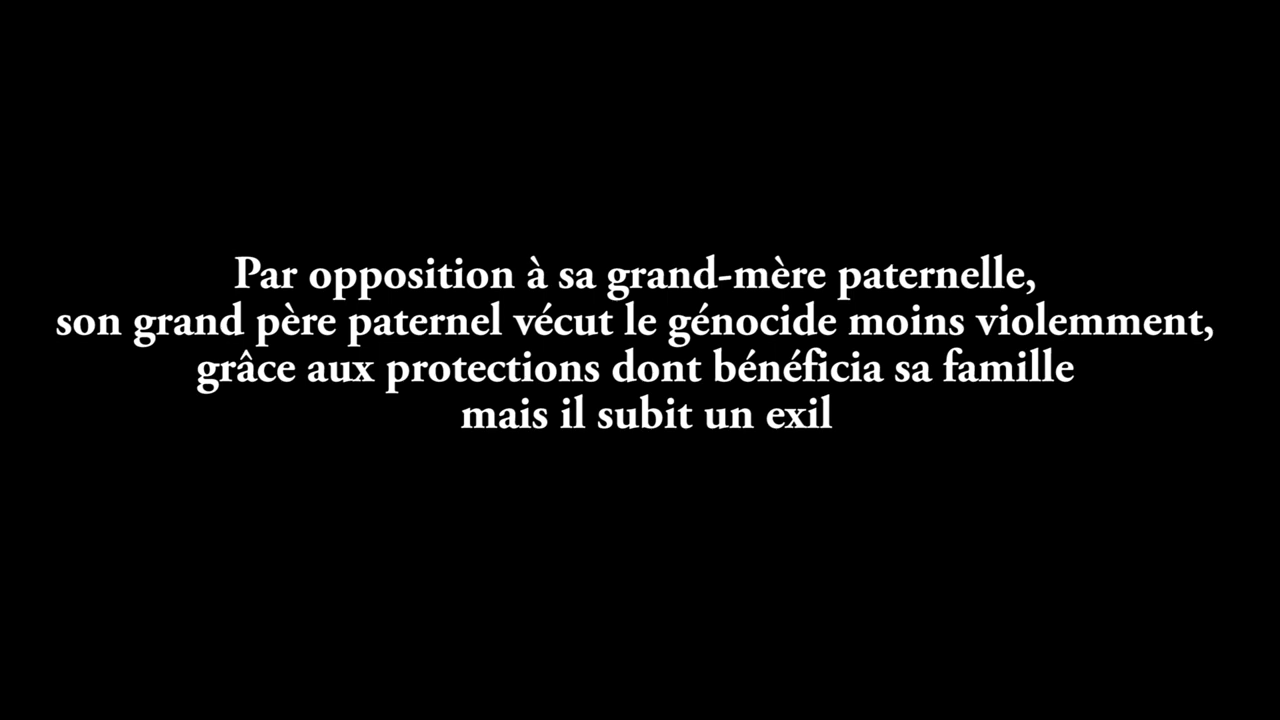 Par opposition à sa grand-mère paternelle,
son grand père paternel vécut le génocide moins violemment,
grâce aux protections dont bénéficia sa famille
mais il subit un exil